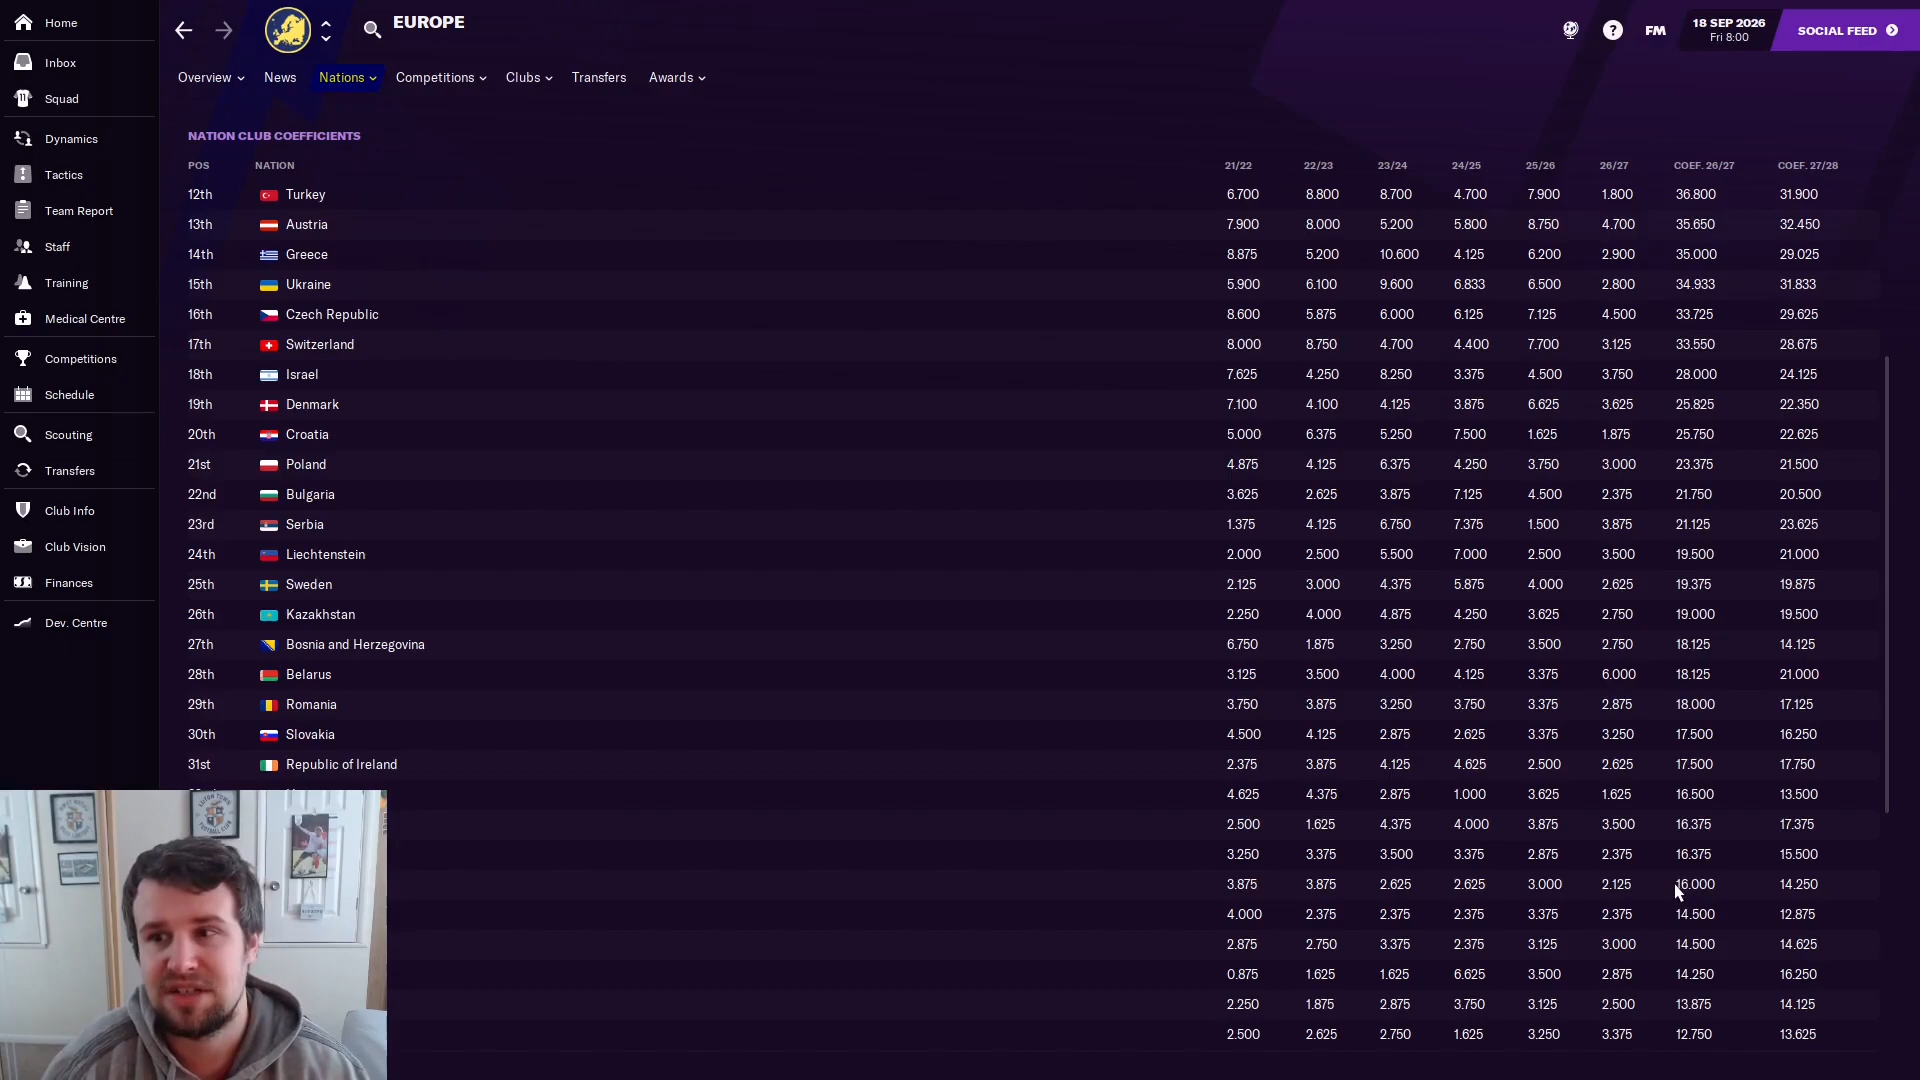 EUROPE
18 SEP 2026
Fri 8:00
FM
SOCIAL FEED
Home
Inbox
Squad
Dynamics
Tactics
Team Report
Staff
Training
Medical Centre
Competitions
Schedule
Scouting
Transfers
Club Info
Club Vision
Finances
Dev. Centre
Overview News Nations Competitions Clubs Transfers Awards
NATION CLUB COEFFICIENTS
POS NATION 21/22 22/23 23/24 24/25 25/26 26/27 COEF. 26/27 COEF. 27/28
12th Turkey 6.700 8.800 8.700 4.700 7.900 1.800 36.800 31.900
13th Austria 7.900 8.000 5.200 5.800 8.750 4.700 35.650 32.450
14th Greece 8.875 5.200 10.600 4.125 6.200 2.900 35.000 29.025
15th Ukraine 5.900 6.100 9.600 6.833 6.500 2.800 34.933 31.833
16th Czech Republic 8.600 5.875 6.000 6.125 7.125 4.500 33.725 29.625
17th Switzerland 8.000 8.750 4.700 4.400 7.700 3.125 33.550 28.675
18th Israel 7.625 4.250 8.250 3.375 4.500 3.750 28.000 24.125
19th Denmark 7.100 4.100 4.125 3.875 6.625 3.625 25.825 22.350
20th Croatia 5.000 6.375 5.250 7.500 1.625 1.875 25.750 22.625
21st Poland 4.875 4.125 6.375 4.250 3.750 3.000 23.375 21.500
22nd Bulgaria 3.625 2.625 3.875 7.125 4.500 2.375 21.750 20.500
23rd Serbia 1.375 4.125 6.750 7.375 1.500 3.875 21.125 23.625
24th Liechtenstein 2.000 2.500 5.500 7.000 2.500 3.500 19.500 21.000
25th Sweden 2.125 3.000 4.375 5.875 4.000 2.625 19.375 19.875
26th Kazakhstan 2.250 4.000 4.875 4.250 3.625 2.750 19.000 19.500
27th Bosnia and Herzegovina 6.750 1.875 3.250 2.750 3.500 2.750 18.125 14.125
28th Belarus 3.125 3.500 4.000 4.125 3.375 6.000 18.125 21.000
29th Romania 3.750 3.875 3.250 3.750 3.375 2.875 18.000 17.125
30th Slovakia 4.500 4.125 2.875 2.625 3.375 3.250 17.500 16.250
31st Republic of Ireland 2.375 3.875 4.125 4.625 2.500 2.625 17.500 17.750
4.625 4.375 2.875 1.000 3.625 1.625 16.500 13.500
2.500 1.625 4.375 4.000 3.875 3.500 16.375 17.375
3.250 3.375 3.500 3.375 2.875 2.375 16.375 15.500
3.875 3.875 2.625 2.625 3.000 2.125 16.000 14.250
4.000 2.375 2.375 2.375 3.375 2.375 14.500 12.875
2.875 2.750 3.375 2.375 3.125 3.000 14.500 14.625
0.875 1.625 1.625 6.625 3.500 2.875 14.250 16.250
2.250 1.875 2.875 3.750 3.125 2.500 13.875 14.125
2.500 2.625 2.750 1.625 3.250 3.375 12.750 13.625